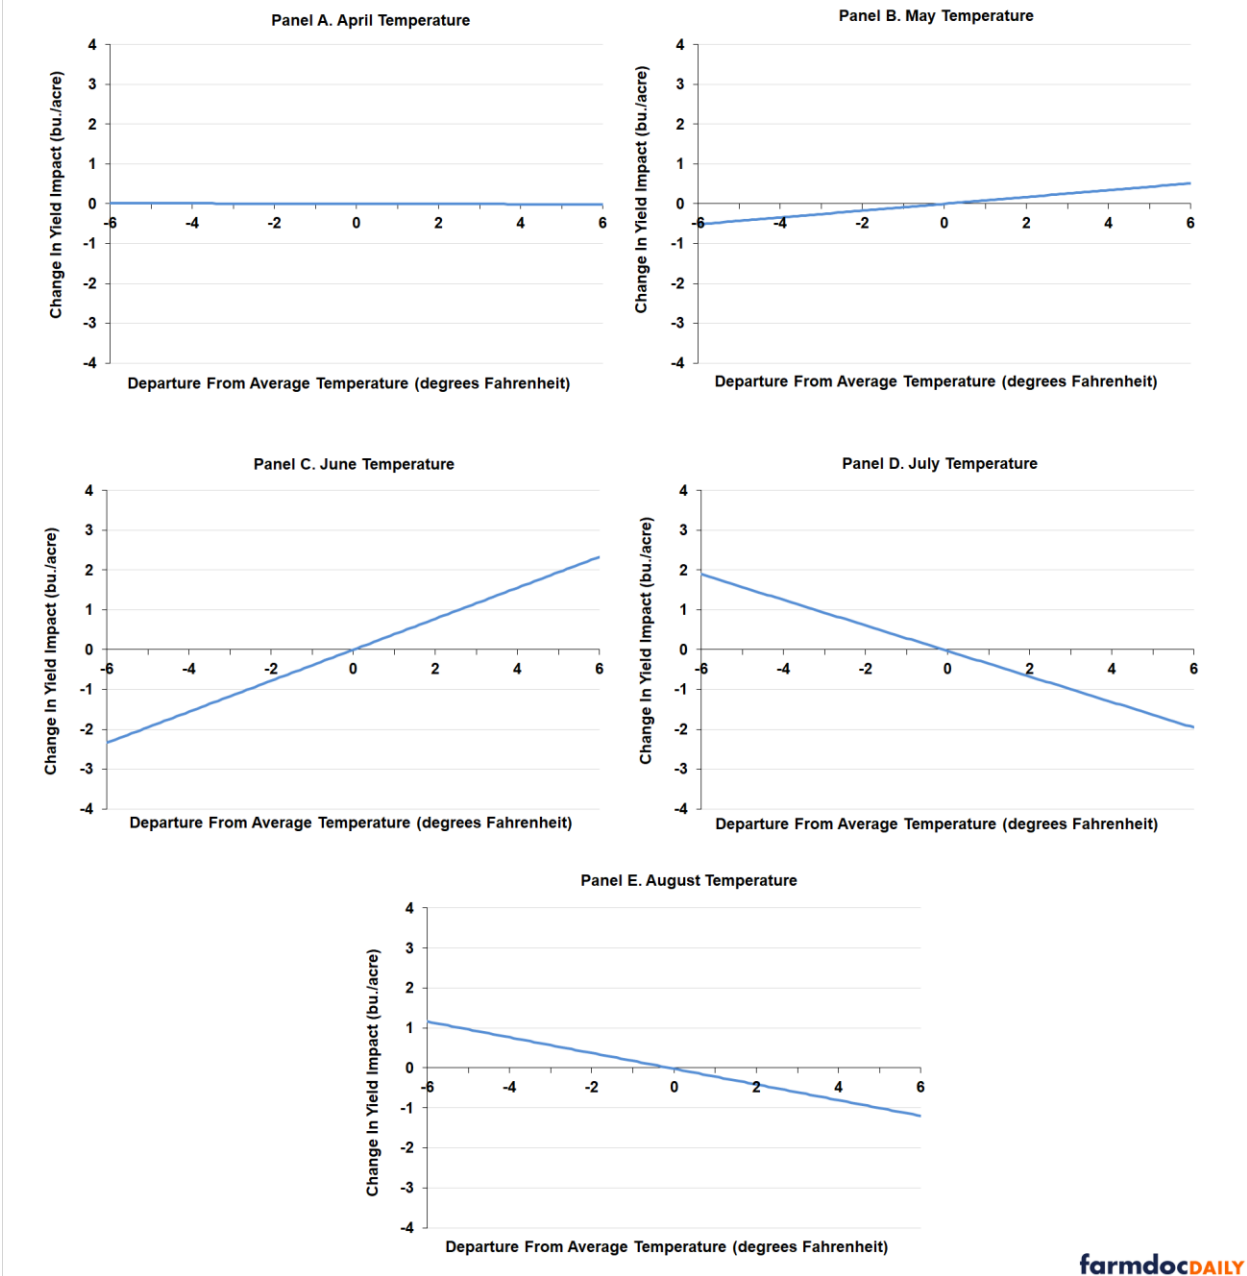 Panel A. April Temperature
Change In Yield Impact (bu./acre)
4
3
2
1
0
-1
-2
-3
-4
-6 -4 -2 0 2 4 6
Departure From Average Temperature (degrees Fahrenheit)
Panel B. May Temperature
Change In Yield Impact (bu./acre)
4
3
2
1
0
-1
-2
-3
-4
-6 -4 -2 0 2 4 6
Departure From Average Temperature (degrees Fahrenheit)
Panel C. June Temperature
Change In Yield Impact (bu./acre)
4
3
2
1
0
-1
-2
-3
-4
-6 -4 -2 0 2 4 6
Departure From Average Temperature (degrees Fahrenheit)
Panel D. July Temperature
Change In Yield Impact (bu./acre)
4
3
2
1
0
-1
-2
-3
-4
-6 -4 -2 0 2 4 6
Departure From Average Temperature (degrees Fahrenheit)
Panel E. August Temperature
Change In Yield Impact (bu./acre)
4
3
2
1
0
-1
-2
-3
-4
-6 -4 -2 0 2 4 6
Departure From Average Temperature (degrees Fahrenheit)
farmdocDAILY